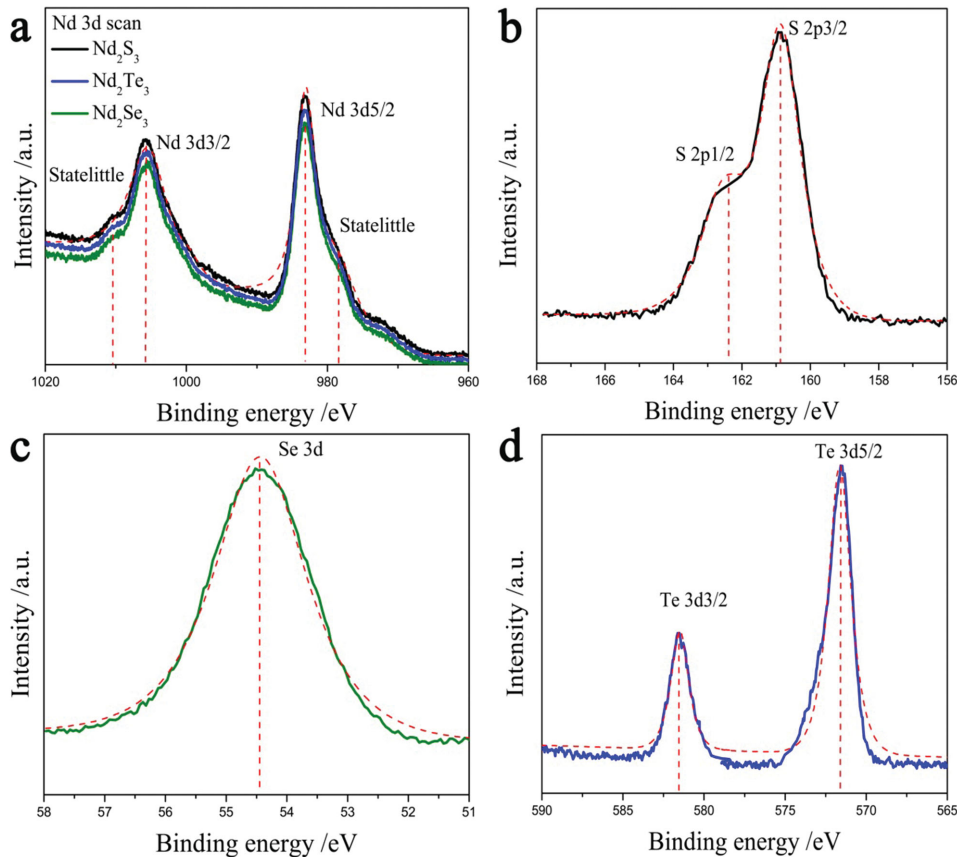 a
Nd 3d scan
Nd₂S₃
Nd₂Te₃
Nd₂Se₃
Nd 3d3/2
Nd 3d5/2
Statelittle
Statelittle
Intensity /a.u.
1020 1000 980 960
Binding energy /eV
b
S 2p3/2
S 2p1/2
Intensity /a.u.
168 166 164 162 160 158 156
Binding energy /eV
c
Se 3d
Intensity /a.u.
58 57 56 55 54 53 52 51
Binding energy /eV
d
Te 3d5/2
Te 3d3/2
Intensity /a.u.
590 585 580 575 570 565
Binding energy /eV